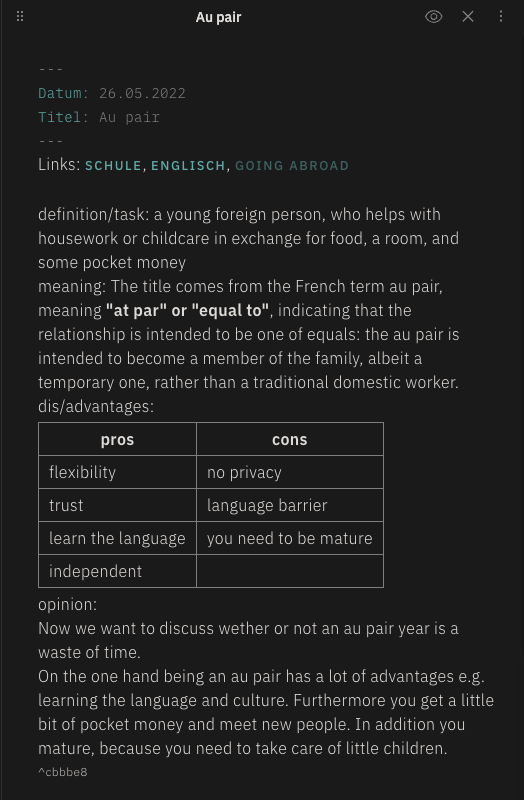 Au pair
---
Datum: 26.05.2022
Titel: Au pair
---
Links: SCHULE, ENGLISCH, GOING ABROAD
definition/task: a young foreign person, who helps with
housework or childcare in exchange for food, a room, and
some pocket money
meaning: The title comes from the French term au pair,
meaning "at par" or "equal to", indicating that the
relationship is intended to be one of equals: the au pair is
intended to become a member of the family, albeit a
temporary one, rather than a traditional domestic worker.
dis/advantages:
pros cons
flexibility no privacy
trust language barrier
learn the language you need to be mature
independent
opinion:
Now we want to discuss wether or not an au pair year is a
waste of time.
On the one hand being an au pair has a lot of advantages e.g.
learning the language and culture. Furthermore you get a little
bit of pocket money and meet new people. In addition you
mature, because you need to take care of little children.
^cbbbe8